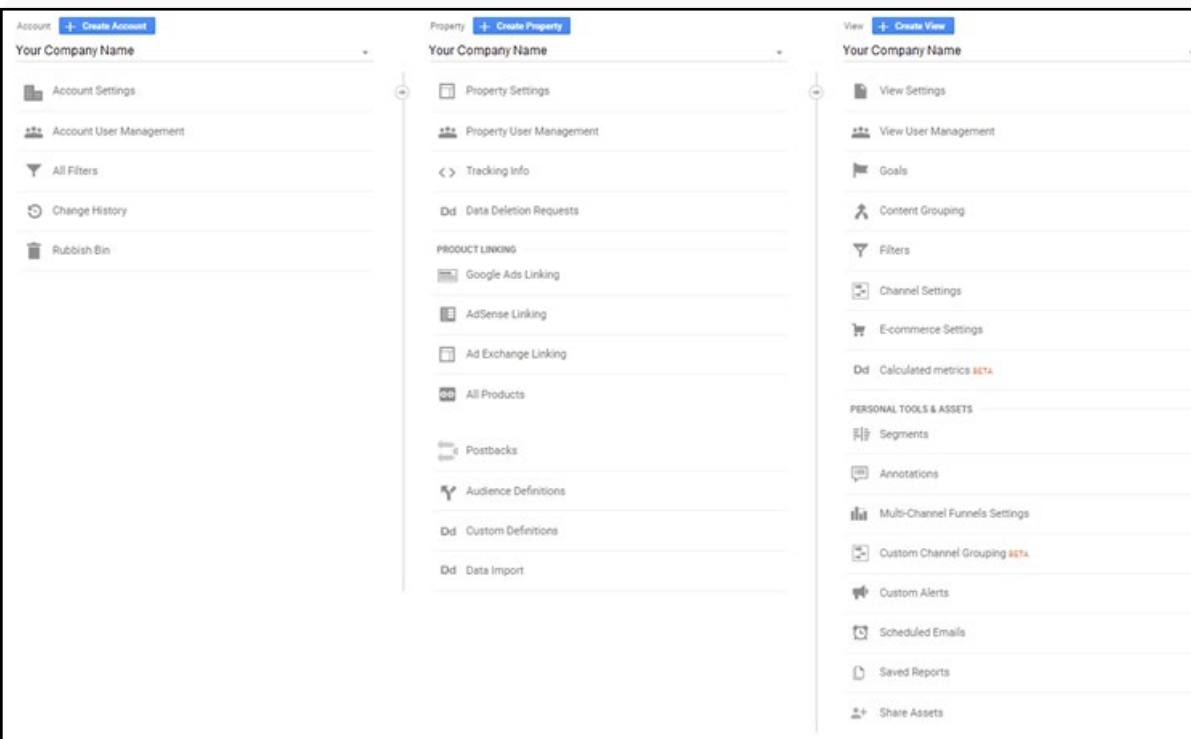 Account + Create Account
Your Company Name
Account Settings
Account User Management
All Filters
Change History
Rubbish Bin
Property + Create Property
Your Company Name
Property Settings
Property User Management
<> Tracking Info
Dd Data Deletion Requests
PRODUCT LINKING
Google Ads Linking
AdSense Linking
Ad Exchange Linking
All Products
Postbacks
Audience Definitions
Dd Custom Definitions
Dd Data Import
View + Create View
Your Company Name
View Settings
View User Management
Goals
Content Grouping
Filters
Channel Settings
E-commerce Settings
Dd Calculated metrics BETA
PERSONAL TOOLS & ASSETS
Segments
Annotations
Multi-Channel Funnels Settings
Custom Channel Grouping BETA
Custom Alerts
Scheduled Emails
Saved Reports
Share Assets